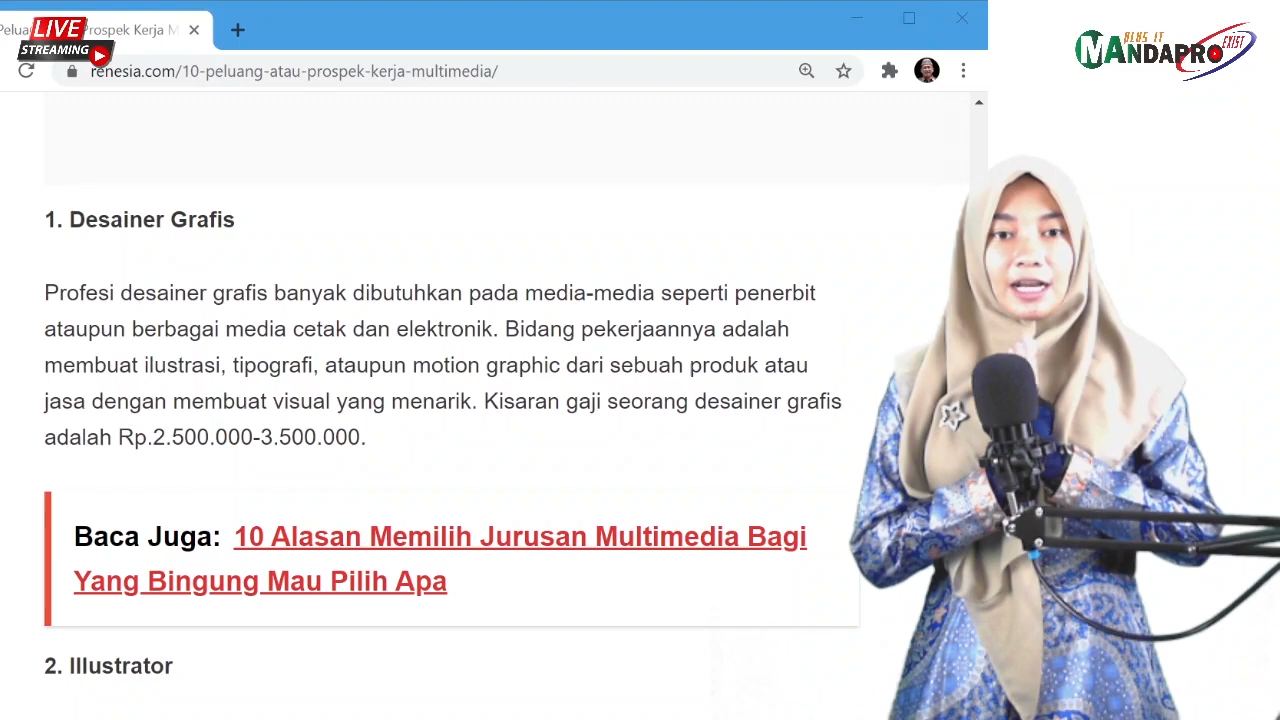 Pelua
Prospek Kerja M
LIVE
STREAMING
renesia.com/10-peluang-atau-prospek-kerja-multimedia/
BLBS IT
MANDAPRO
EXIST
1. Desainer Grafis
Profesi desainer grafis banyak dibutuhkan pada media-media seperti penerbit
ataupun berbagai media cetak dan elektronik. Bidang pekerjaannya adalah
membuat ilustrasi, tipografi, ataupun motion graphic dari sebuah produk atau
jasa dengan membuat visual yang menarik. Kisaran gaji seorang desainer grafis
adalah Rp.2.500.000-3.500.000.
Baca Juga: 10 Alasan Memilih Jurusan Multimedia Bagi
Yang Bingung Mau Pilih Apa
2. Illustrator